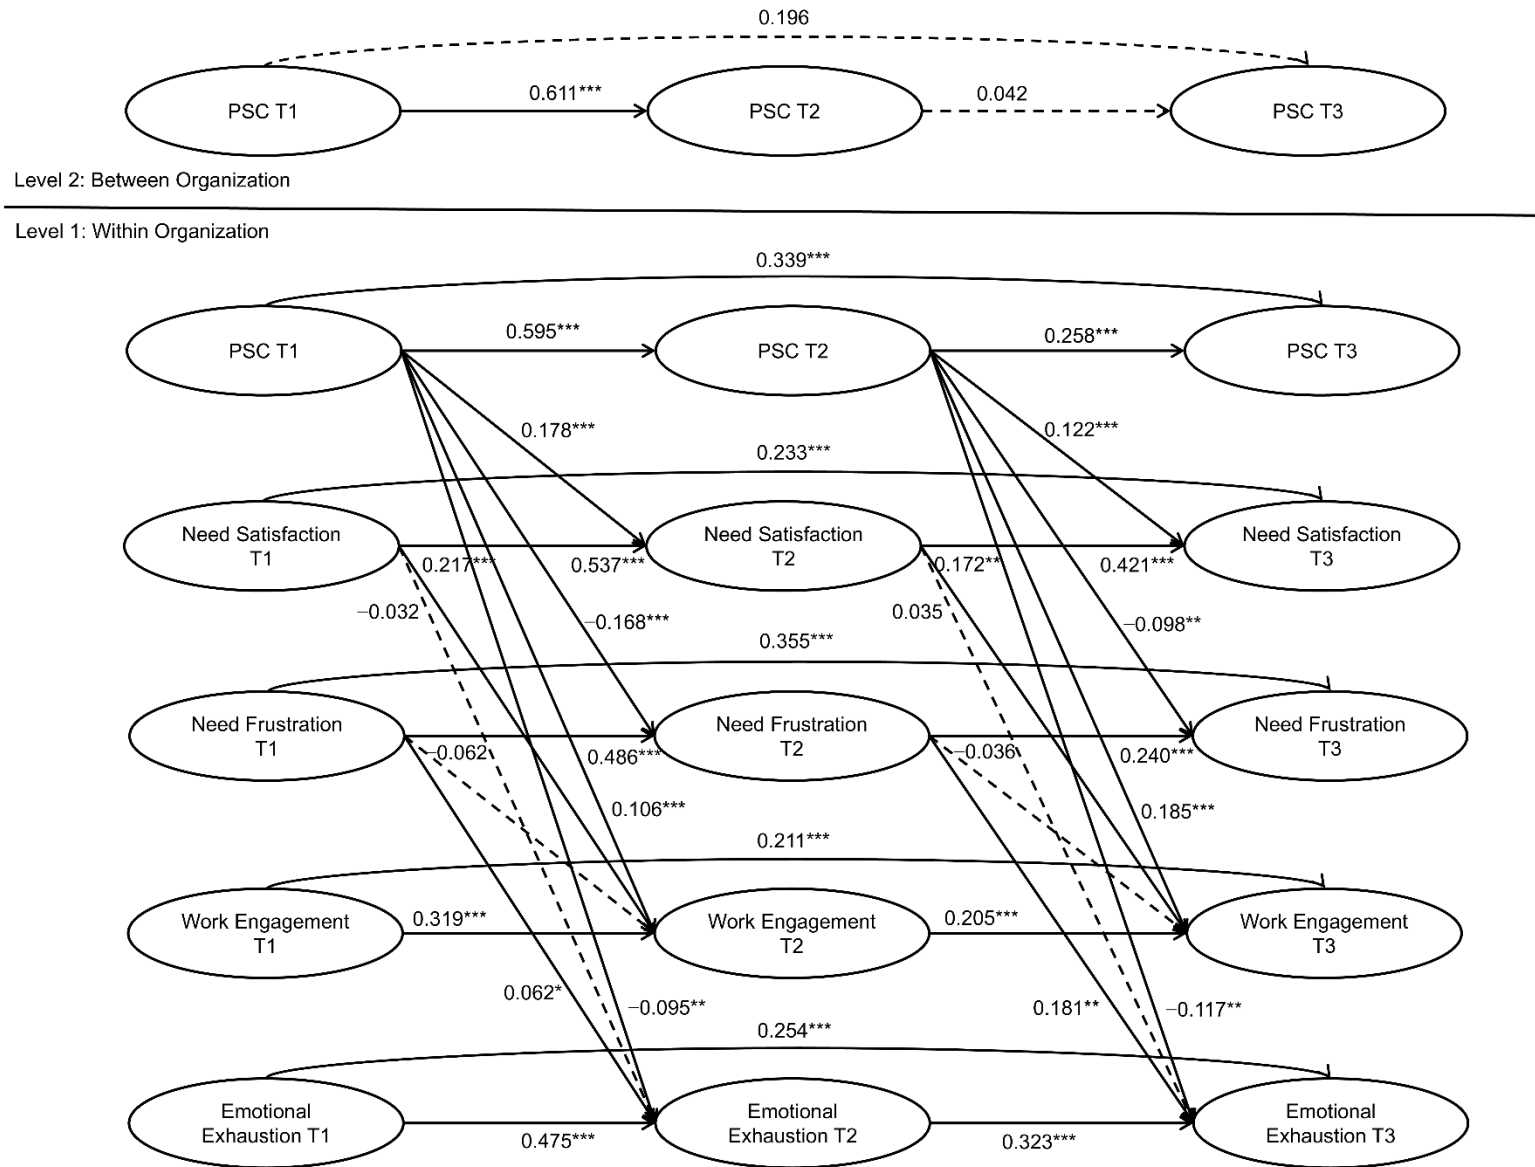 0.196
PSC T1
0.611***
PSC T2
0.042
PSC T3
Level 2: Between Organization
Level 1: Within Organization
0.339***
PSC T1
0.595***
PSC T2
0.258***
PSC T3
0.178***
0.122***
0.233***
Need Satisfaction
T1
Need Satisfaction
T2
Need Satisfaction
T3
0.217***
0.537***
0.172**
0.421***
−0.032
0.035
−0.168***
−0.098**
0.355***
Need Frustration
T1
Need Frustration
T2
Need Frustration
T3
−0.062
0.486***
−0.036
0.240***
0.106***
0.185***
0.211***
Work Engagement
T1
0.319***
Work Engagement
T2
0.205***
Work Engagement
T3
0.062*
−0.095**
0.181**
−0.117**
0.254***
Emotional
Exhaustion T1
Emotional
Exhaustion T2
Emotional
Exhaustion T3
0.475***
0.323***